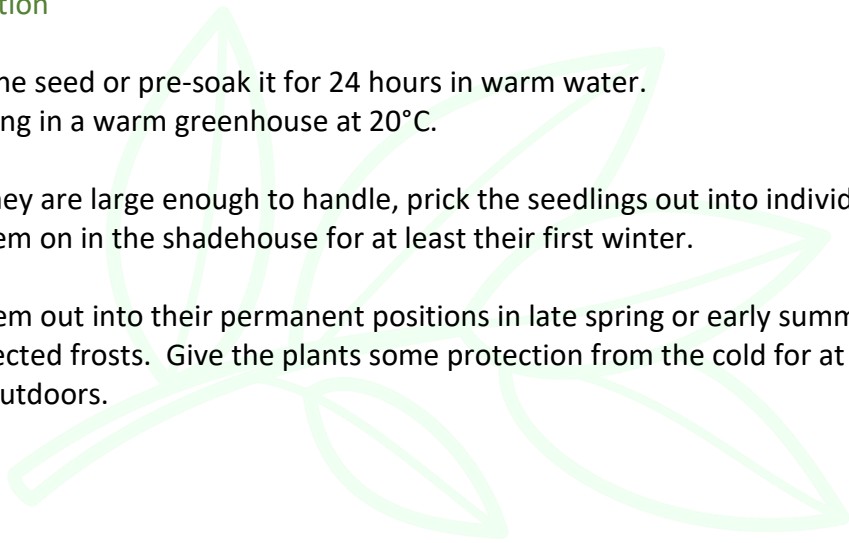 tion
he seed or pre-soak it for 24 hours in warm water.
ng in a warm greenhouse at 20°C.
ey are large enough to handle, prick the seedlings out into individ
em on in the shadehouse for at least their first winter.
em out into their permanent positions in late spring or early summ
ected frosts.  Give the plants some protection from the cold for at
utdoors.